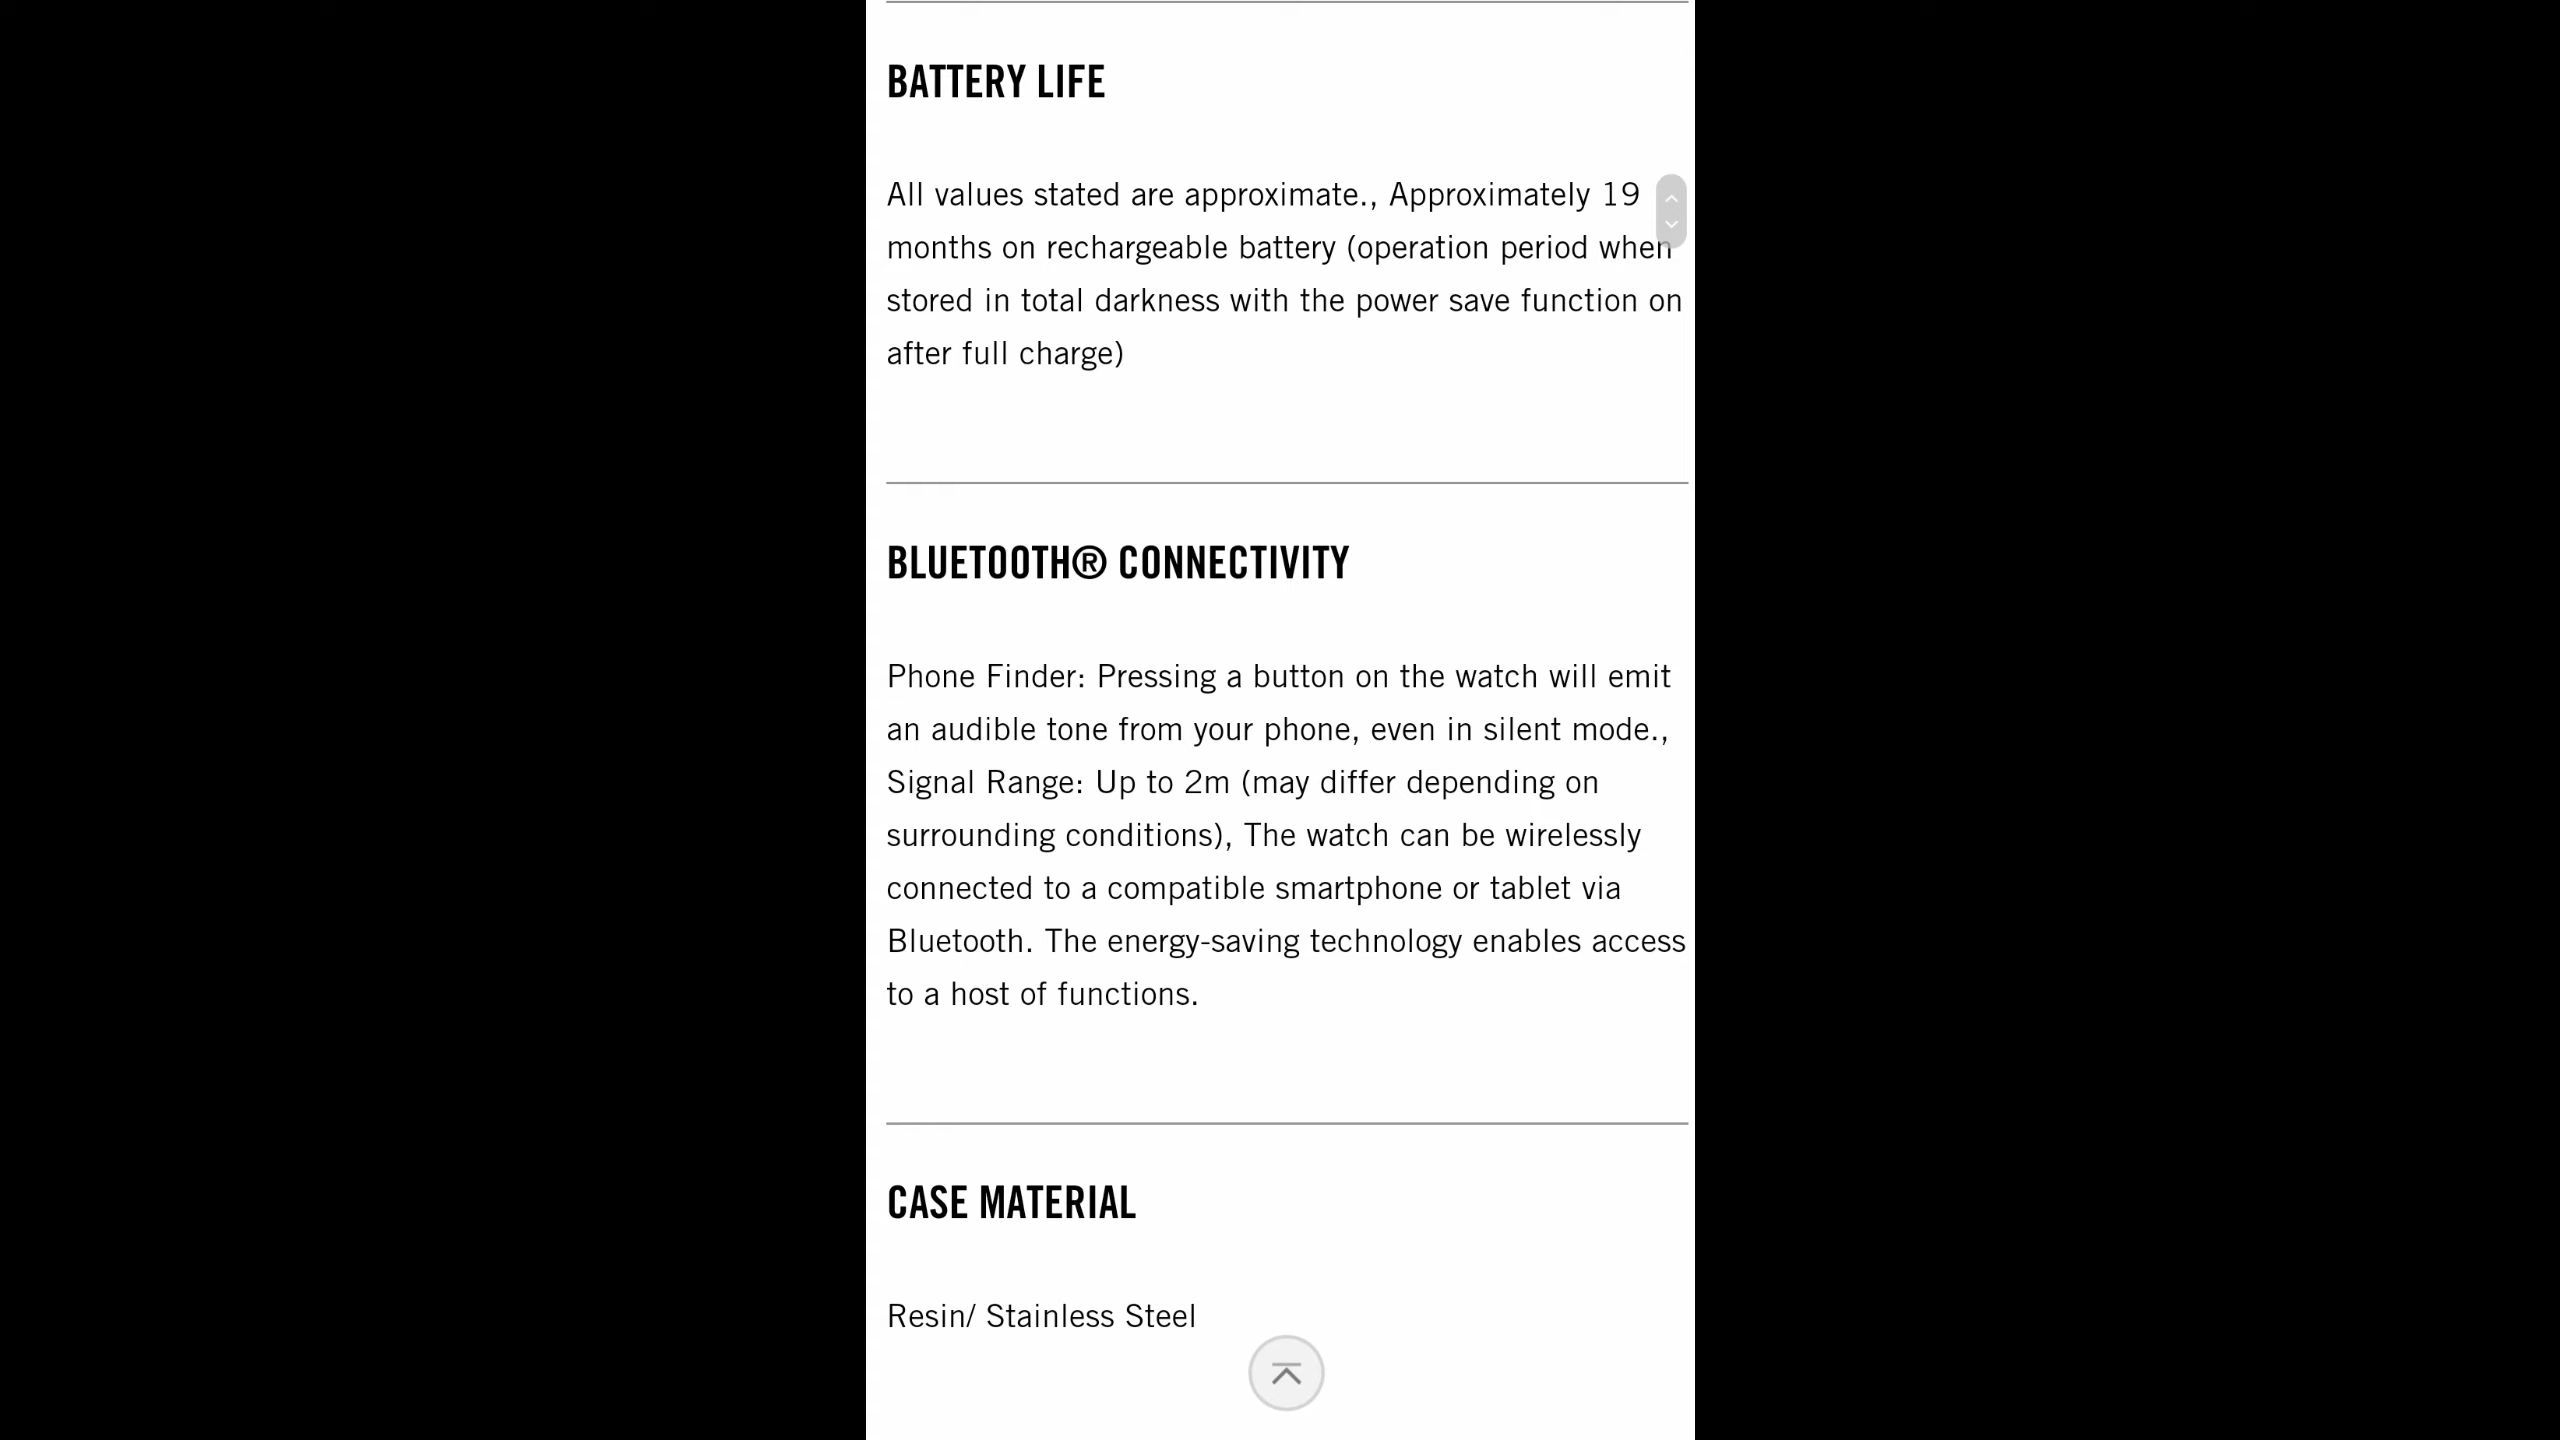 BATTERY LIFE
All values stated are approximate., Approximately 19
months on rechargeable battery (operation period when
stored in total darkness with the power save function on
after full charge)
BLUETOOTH® CONNECTIVITY
Phone Finder: Pressing a button on the watch will emit
an audible tone from your phone, even in silent mode.,
Signal Range: Up to 2m (may differ depending on
surrounding conditions), The watch can be wirelessly
connected to a compatible smartphone or tablet via
Bluetooth. The energy-saving technology enables access
to a host of functions.
CASE MATERIAL
Resin/ Stainless Steel